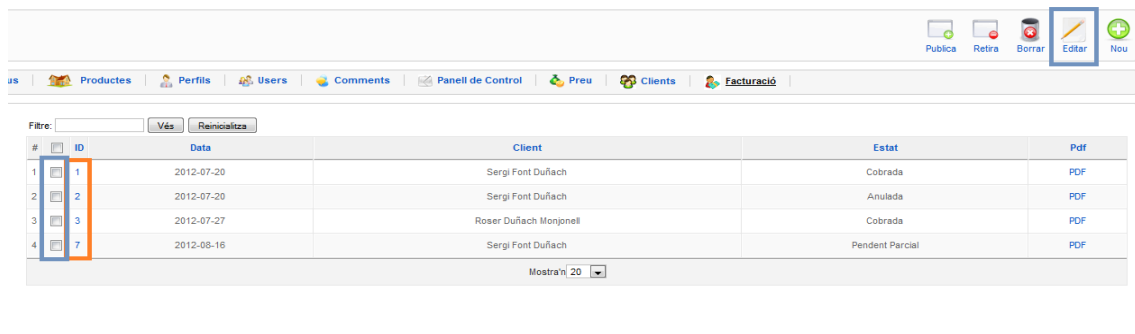 Publica Retira Borrar Editar Nou
us Productes Perfils Users Comments Panell de Control Preu Clients Facturació
Filtre: Vés Reinicialitza
# ID Data Client Estat Pdf
1 1 2012-07-20 Sergi Font Duñach Cobrada PDF
2 2 2012-07-20 Sergi Font Duñach Anulada PDF
3 3 2012-07-27 Roser Duñach Monjonell Cobrada PDF
4 7 2012-08-16 Sergi Font Duñach Pendent Parcial PDF
Mostra'n 20